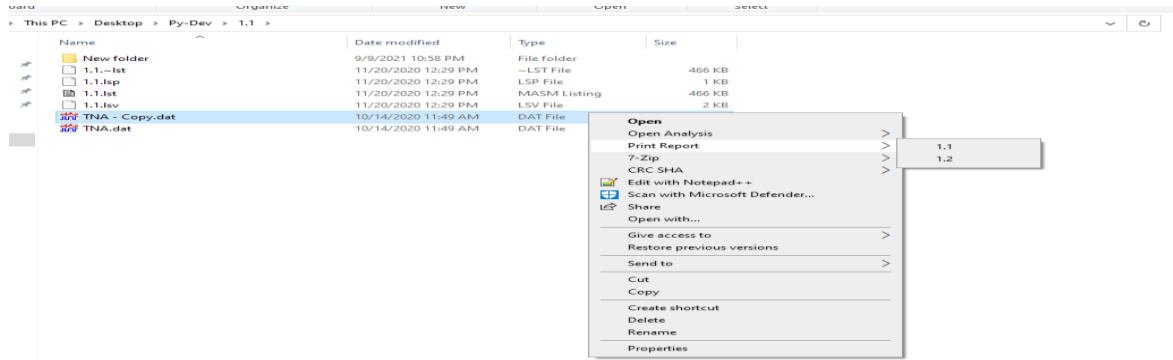 Organize New Open Select
> This PC > Desktop > Py-Dev > 1.1 >
Name Date modified Type Size
New folder 9/9/2021 10:58 PM File folder
1.1.~lst 11/20/2020 12:29 PM ~LST File 466 KB
1.1.lsp 11/20/2020 12:29 PM LSP File 1 KB
1.1.lst 11/20/2020 12:29 PM MASM Listing 466 KB
1.1.lsv 11/20/2020 12:29 PM LSV File 2 KB
TNA - Copy.dat 10/14/2020 11:49 AM DAT File
TNA.dat 10/14/2020 11:49 AM DAT File
Open
Open Analysis >
Print Report >
1.1
1.2
7-Zip >
CRC SHA >
Edit with Notepad++
Scan with Microsoft Defender...
Share
Open with...
Give access to >
Restore previous versions
Send to >
Cut
Copy
Create shortcut
Delete
Rename
Properties